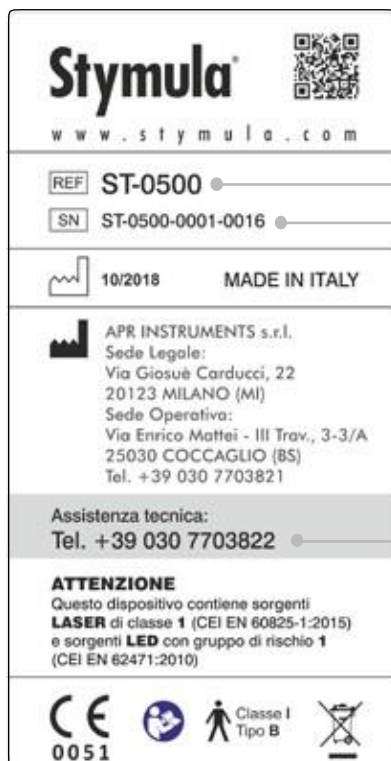 Stymula®
www.stymula.com
REF ST-0500
SN ST-0500-0001-0016
10/2018 MADE IN ITALY
APR INSTRUMENTS s.r.l.
Sede Legale:
Via Giosuè Carducci, 22
20123 MILANO (MI)
Sede Operativa:
Via Enrico Mattei - III Trav., 3-3/A
25030 COCCAGLIO (BS)
Tel. +39 030 7703821
Assistenza tecnica:
Tel. +39 030 7703822
ATTENZIONE
Questo dispositivo contiene sorgenti
LASER di classe 1 (CEI EN 60825-1:2015)
e sorgenti LED con gruppo di rischio 1
(CEI EN 62471:2010)
CE
0051
Classe I
Tipo B